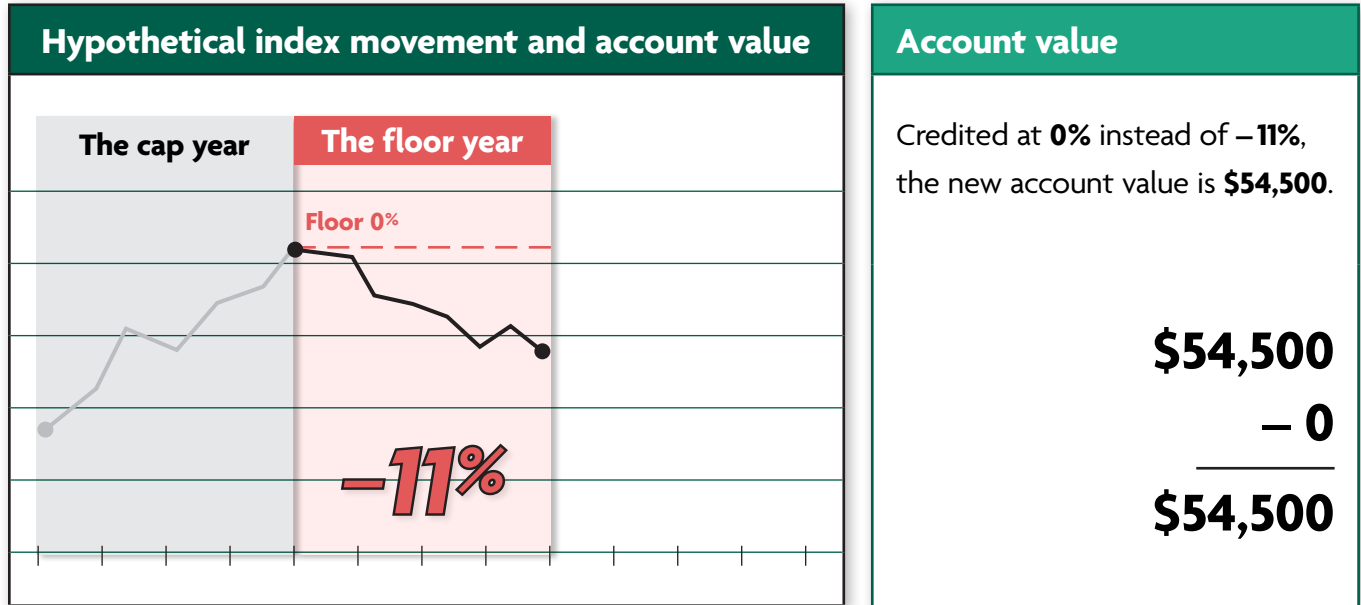 Hypothetical index movement and account value
The cap year
The floor year
Floor 0%
–11%
Account value
Credited at 0% instead of –11%,
the new account value is $54,500.
$54,500
– 0
$54,500